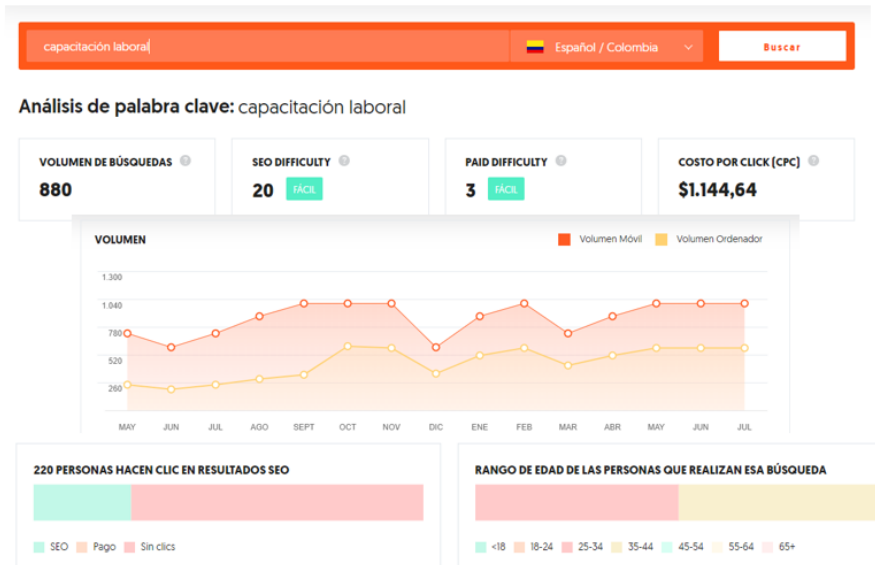 capacitación laboral
Español / Colombia
Buscar
Análisis de palabra clave: capacitación laboral
VOLUMEN DE BÚSQUEDAS ?
880
SEO DIFFICULTY ?
20 FÁCIL
PAID DIFFICULTY ?
3 FÁCIL
COSTO POR CLICK (CPC) ?
$1.144,64
VOLUMEN
Volumen Móvil
Volumen Ordenador
1.300
1.040
780
520
260
MAY JUN JUL AGO SEPT OCT NOV DIC ENE FEB MAR ABR MAY JUN JUL
220 PERSONAS HACEN CLIC EN RESULTADOS SEO
SEO Pago Sin clics
RANGO DE EDAD DE LAS PERSONAS QUE REALIZAN ESA BÚSQUEDA
<18 18-24 25-34 35-44 45-54 55-64 65+